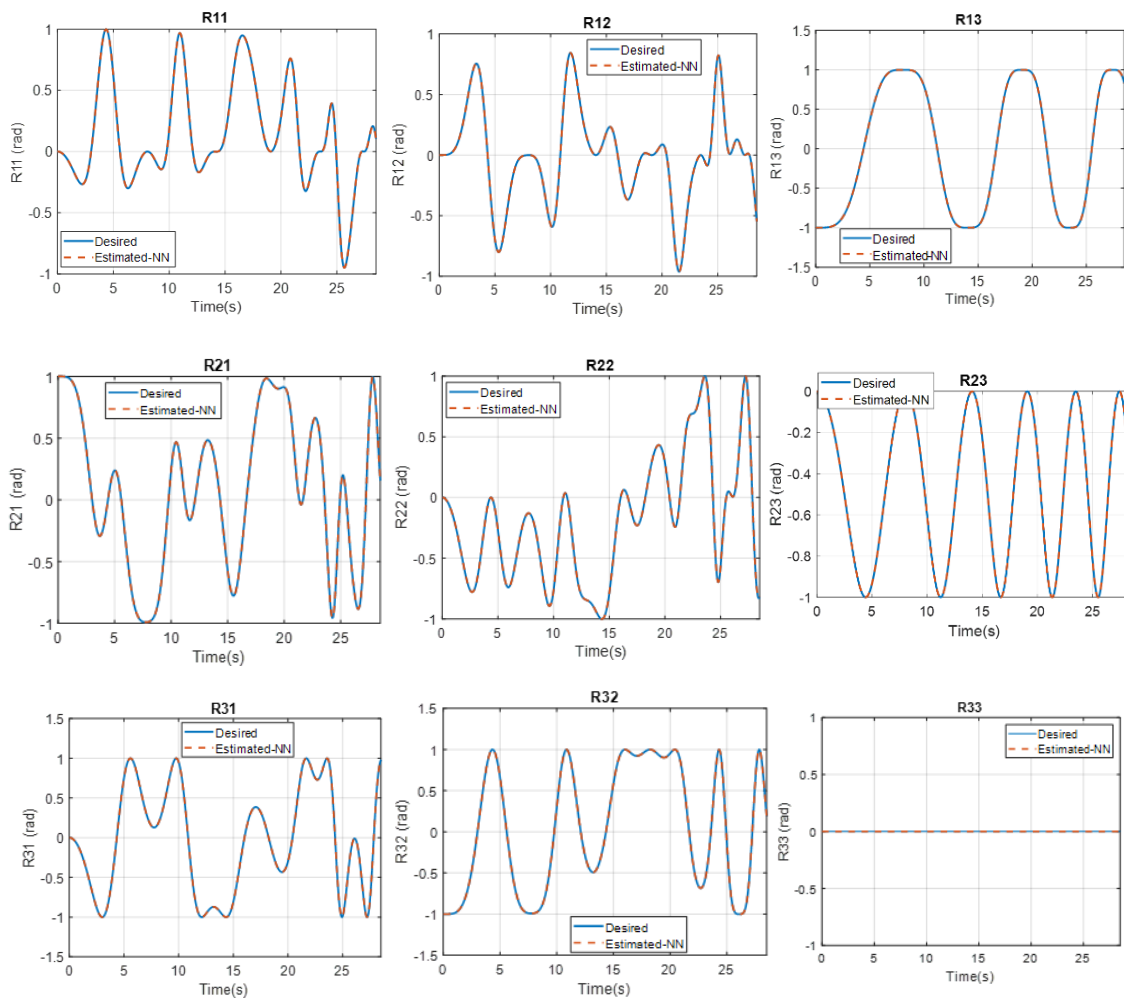 R11
1
0.5
0
-0.5
-1
R11 (rad)
Desired
Estimated-NN
0 5 10 15 20 25
Time(s)
R12
1
0.5
0
-0.5
-1
R12 (rad)
Desired
Estimated-NN
0 5 10 15 20 25
Time(s)
R13
1.5
1
0.5
0
-0.5
-1
-1.5
R13 (rad)
Desired
Estimated-NN
0 5 10 15 20 25
Time(s)
R21
1
0.5
0
-0.5
-1
R21 (rad)
Desired
Estimated-NN
0 5 10 15 20 25
Time(s)
R22
1
0.5
0
-0.5
-1
R22 (rad)
Desired
Estimated-NN
0 5 10 15 20 25
Time(s)
R23
0
-0.2
-0.4
-0.6
-0.8
-1
R23 (rad)
Desired
Estimated-NN
0 5 10 15 20 25
Time(s)
R31
1.5
1
0.5
0
-0.5
-1
-1.5
R31 (rad)
Desired
Estimated-NN
0 5 10 15 20 25
Time(s)
R32
1.5
1
0.5
0
-0.5
-1
-1.5
R32 (rad)
Desired
Estimated-NN
0 5 10 15 20 25
Time(s)
R33
1
0.5
0
-0.5
-1
R33 (rad)
Desired
Estimated-NN
0 5 10 15 20 25
Time(s)